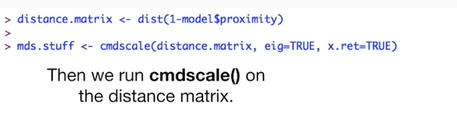 > distance.matrix <- dist(1-model$proximity)
>
> mds.stuff <- cmdscale(distance.matrix, eig=TRUE, x.ret=TRUE)
Then we run cmdscale() on
the distance matrix.